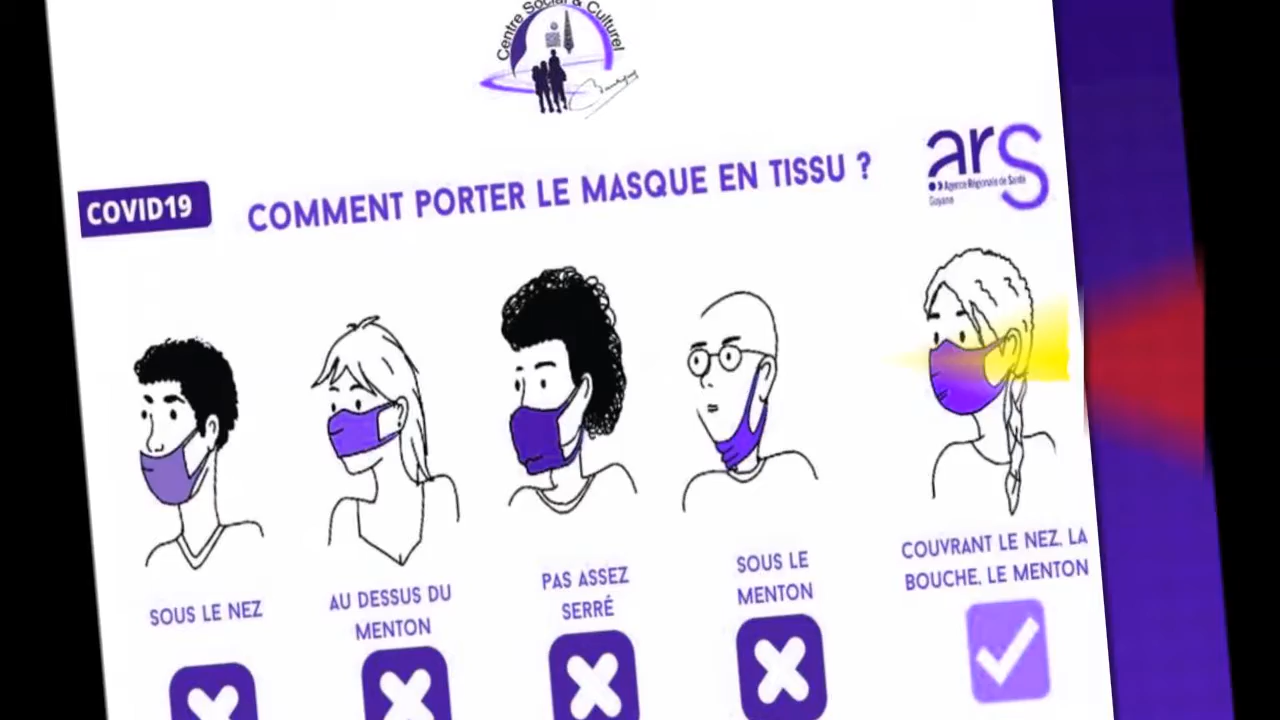 Centre Social & Culturel
ars
Agence Régionale de Santé
Guyane
COVID19
COMMENT PORTER LE MASQUE EN TISSU ?
SOUS LE NEZ
AU DESSUS DU
MENTON
PAS ASSEZ
SERRÉ
SOUS LE
MENTON
COUVRANT LE NEZ, LA
BOUCHE, LE MENTON